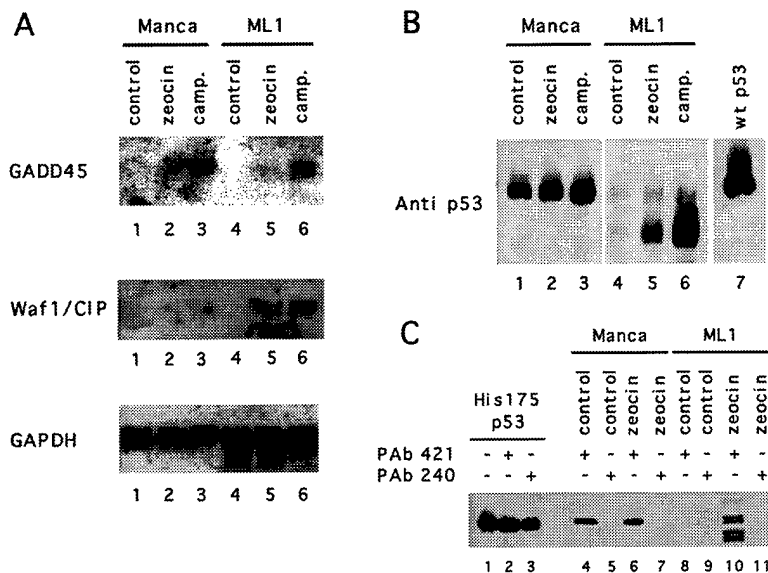 A
Manca ML1
control zeocin camp. control zeocin camp.
GADD45
1 2 3 4 5 6
Waf1/CIP
1 2 3 4 5 6
GAPDH
1 2 3 4 5 6
B
Manca ML1
control zeocin camp. control zeocin camp. wt p53
Anti p53
1 2 3 4 5 6 7
C
Manca ML1
His175
p53
control control zeocin zeocin control control zeocin zeocin
PAb 421 - + - + - + - + - + -
PAb 240 - - + - + - + - + - +
1 2 3 4 5 6 7 8 9 10 11